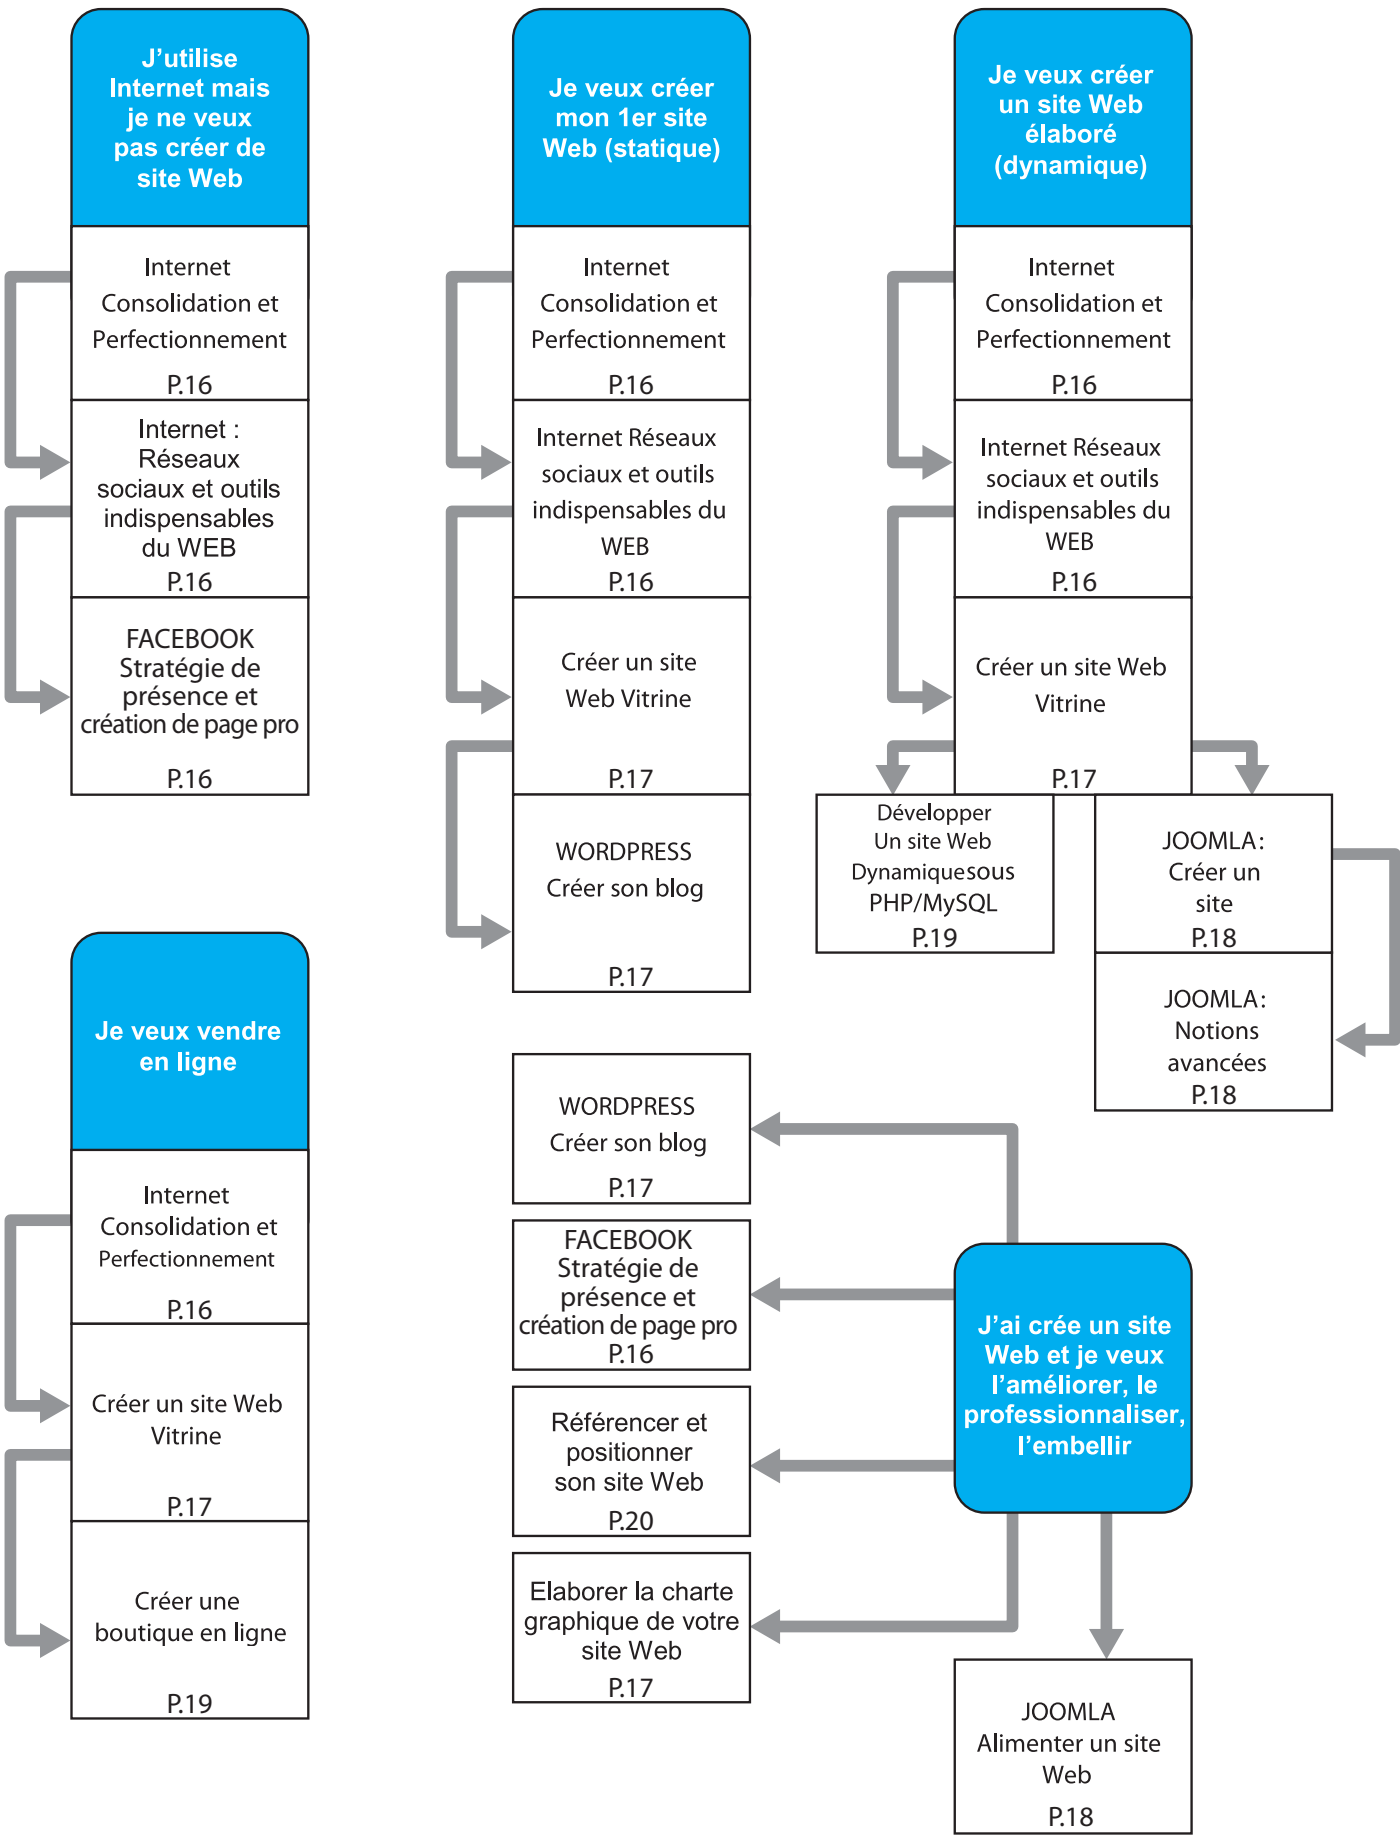 J’utilise
Internet mais
je ne veux
pas créer de
site Web
Internet
Consolidation et
Perfectionnement
P.16
Internet :
Réseaux
sociaux et outils
indispensables
du WEB
P.16
FACEBOOK
Stratégie de
présence et
création de page pro
P.16
Je veux créer
mon 1er site
Web (statique)
Internet
Consolidation et
Perfectionnement
P.16
Internet Réseaux
sociaux et outils
indispensables du
WEB
P.16
Créer un site
Web Vitrine
P.17
WORDPRESS
Créer son blog
P.17
Je veux créer
un site Web
élaboré
(dynamique)
Internet
Consolidation et
Perfectionnement
P.16
Internet Réseaux
sociaux et outils
indispensables du
WEB
P.16
Créer un site Web
Vitrine
P.17
Développer
Un site Web
Dynamique sous
PHP/MySQL
P.19
JOOMLA :
Créer un
site
P.18
JOOMLA :
Notions
avancées
P.18
Je veux vendre
en ligne
Internet
Consolidation et
Perfectionnement
P.16
Créer un site Web
Vitrine
P.17
Créer une
boutique en ligne
P.19
WORDPRESS
Créer son blog
P.17
FACEBOOK
Stratégie de
présence et
création de page pro
P.16
Référencer et
positionner
son site Web
P.20
Elaborer la charte
graphique de votre
site Web
P.17
J’ai crée un site
Web et je veux
l’améliorer, le
professionnaliser,
l’embellir
JOOMLA
Alimenter un site
Web
P.18